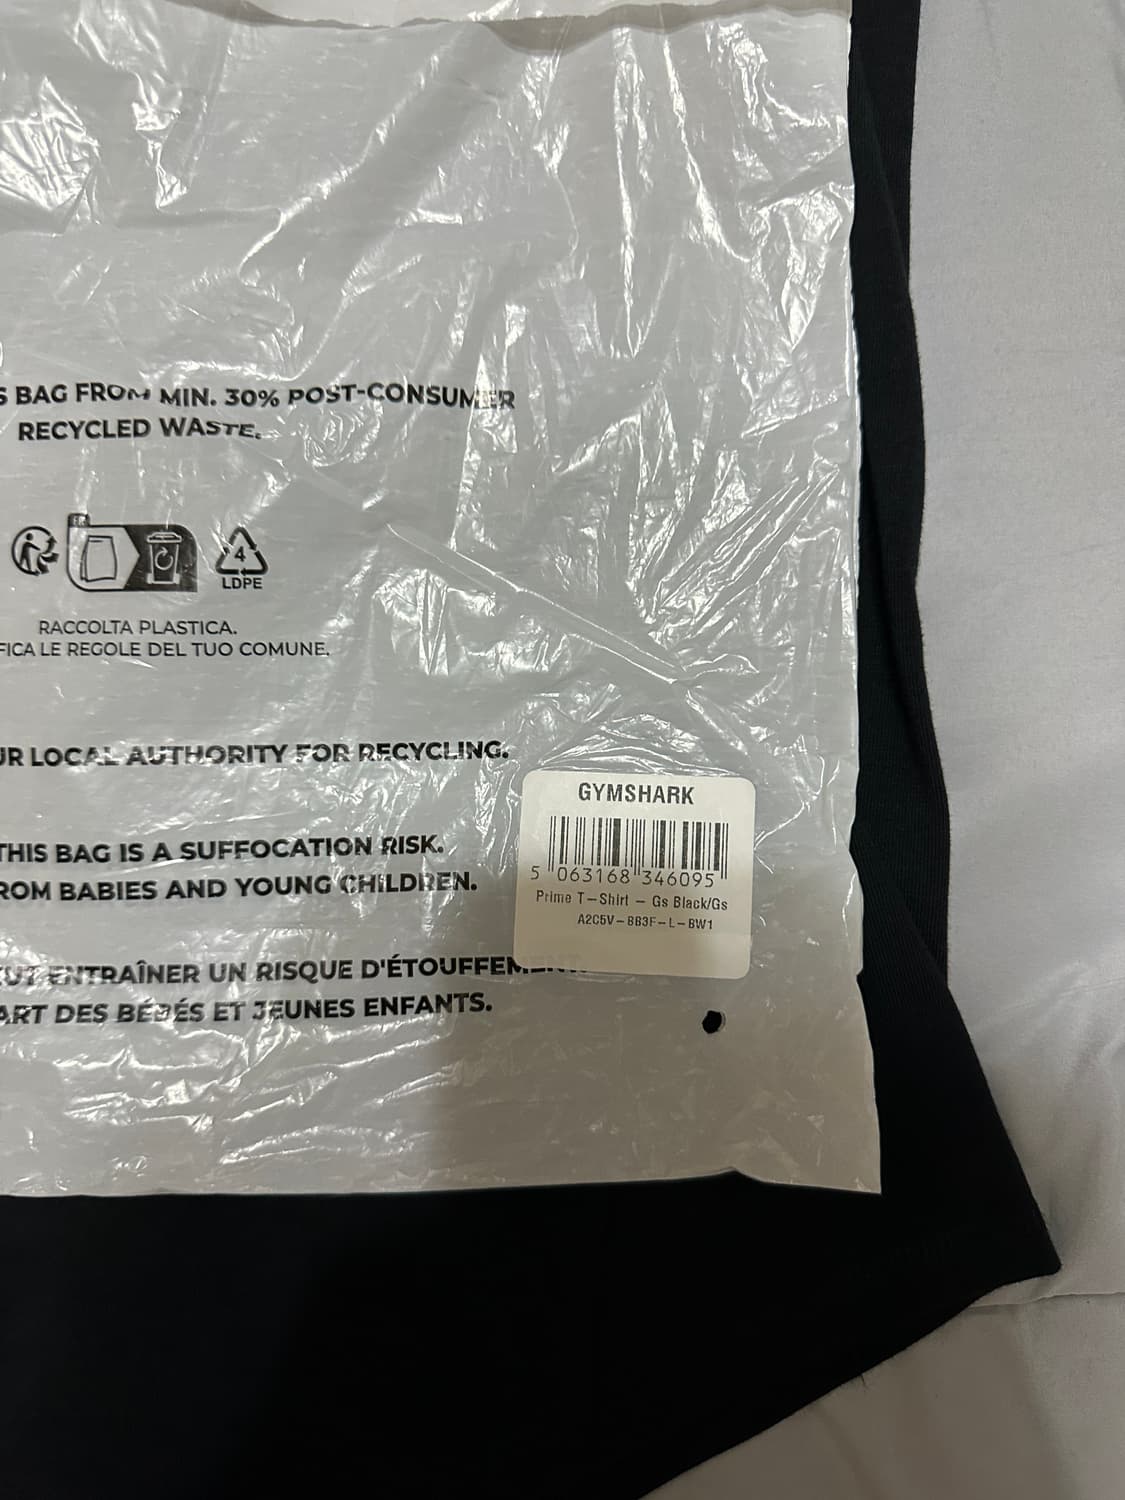 BAG FROM MIN. 30% POST-CONSUMER
RECYCLED WASTE.
4
LDPE
RACCOLTA PLASTICA.
FICA LE REGOLE DEL TUO COMUNE.
UR LOCAL AUTHORITY FOR RECYCLING.
THIS BAG IS A SUFFOCATION RISK.
ROM BABIES AND YOUNG CHILDREN.
UT ENTRAÎNER UN RISQUE D'ÉTOUFFEMENT.
ART DES BÉBÉS ET JEUNES ENFANTS.
GYMSHARK
5 063168 346095
Prime T-Shirt - Gs Black/Gs
A2C5V-BB3F-L-BW1